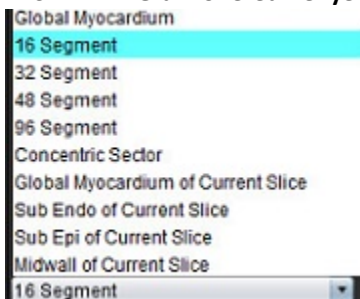 Global Myocardium
16 Segment
32 Segment
48 Segment
96 Segment
Concentric Sector
Global Myocardium of Current Slice
Sub Endo of Current Slice
Sub Epi of Current Slice
Midwall of Current Slice
16 Segment